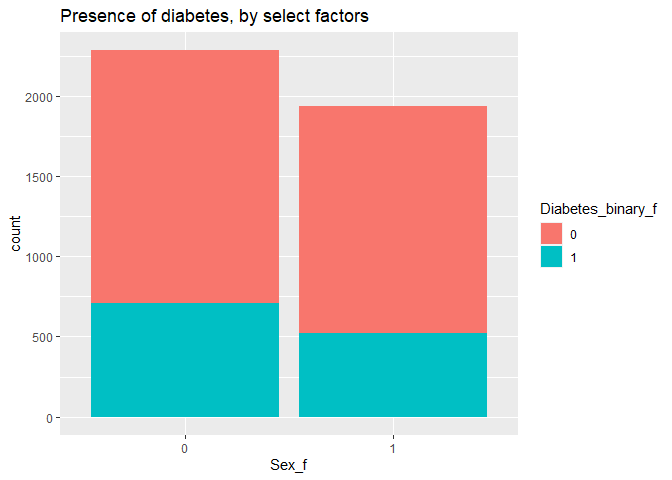 Presence of diabetes, by select factors
2000
1500
1000
500
0
count
0
1
Sex_f
Diabetes_binary_f
0
1